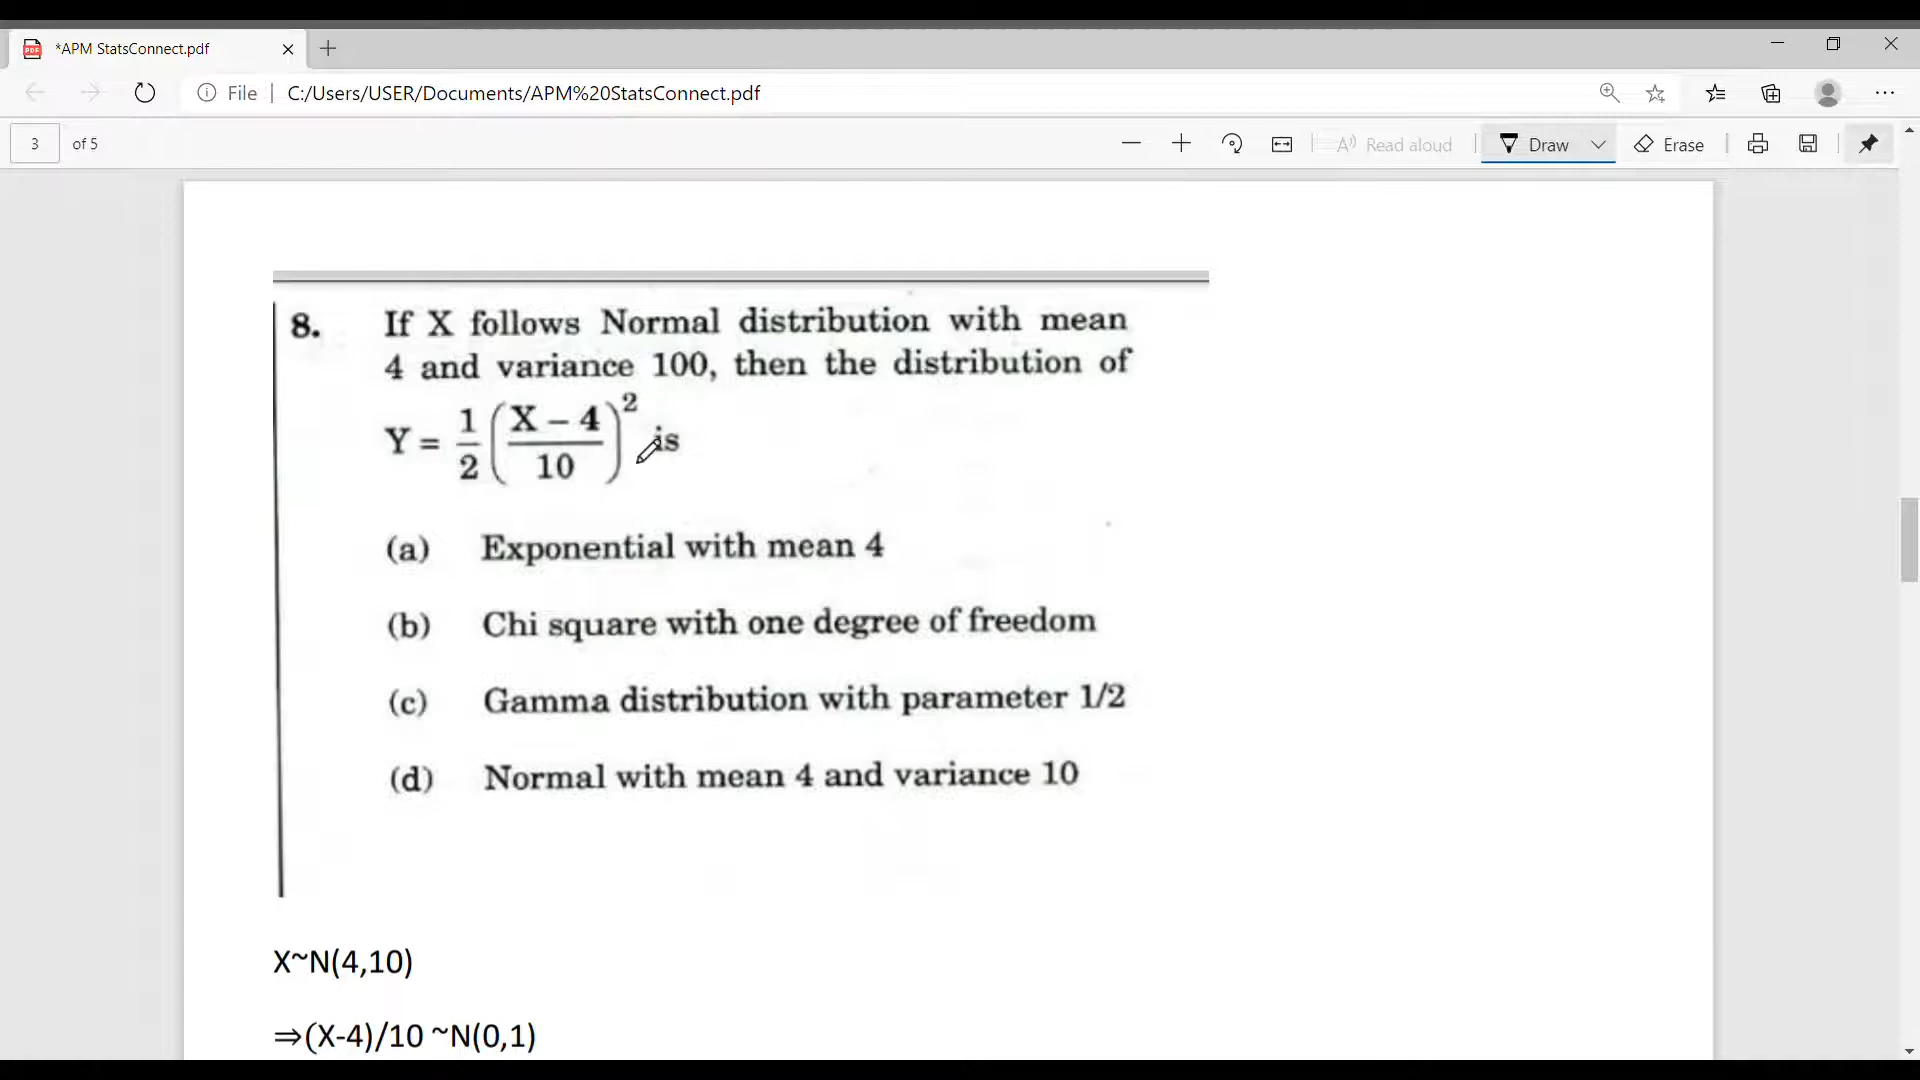 *APM StatsConnect.pdf
File | C:/Users/USER/Documents/APM%20StatsConnect.pdf
3 of 5
Read aloud
Draw
Erase
8. If X follows Normal distribution with mean
4 and variance 100, then the distribution of
Y = 1/2 ((X – 4)/10)² is
(a) Exponential with mean 4
(b) Chi square with one degree of freedom
(c) Gamma distribution with parameter 1/2
(d) Normal with mean 4 and variance 10
X~N(4,10)
⇒(X-4)/10 ~N(0,1)